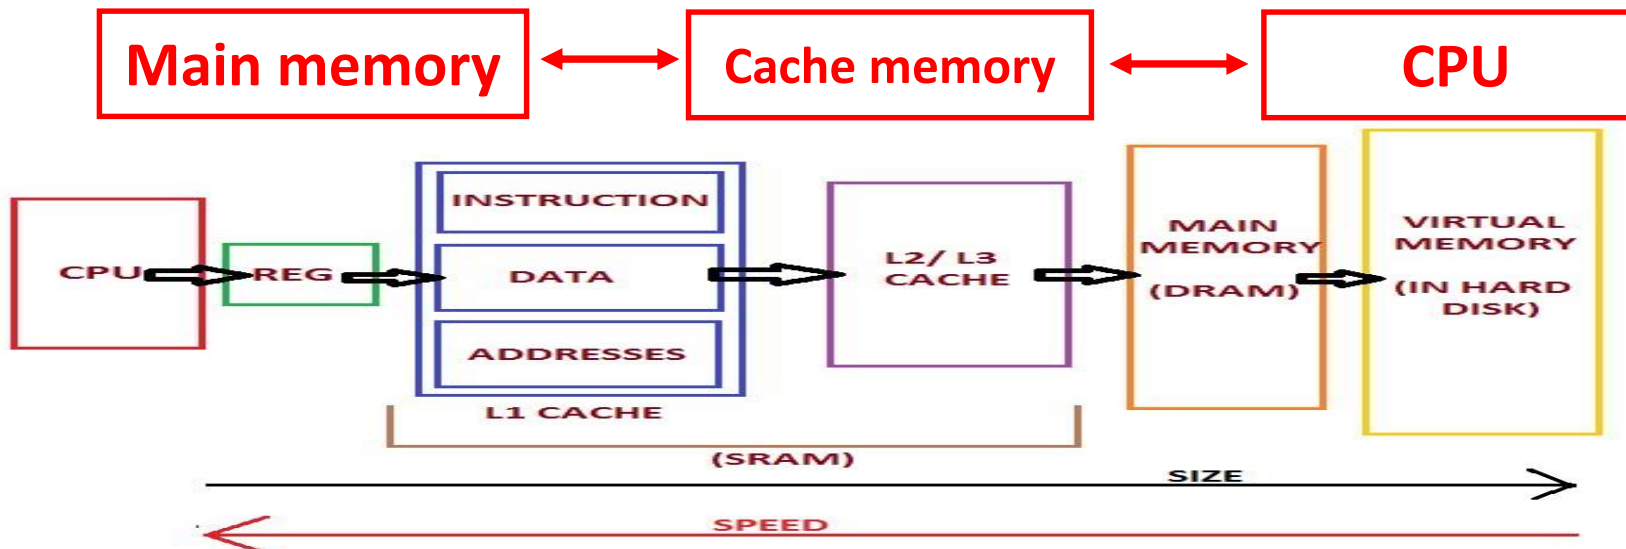 Main memory
Cache memory
CPU
CPU
REG
INSTRUCTION
DATA
ADDRESSES
L1 CACHE
L2/ L3
CACHE
(SRAM)
MAIN
MEMORY
(DRAM)
VIRTUAL
MEMORY
(IN HARD
DISK)
SIZE
SPEED